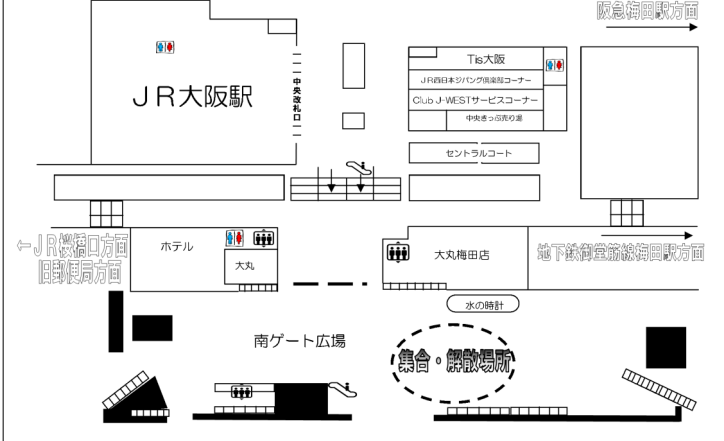 阪急梅田駅方面
Tis大阪
JR西日本ジパング倶楽部コーナー
Club J-WESTサービスコーナー
中央きっぷ売り場
JR大阪駅
中央改札口
セントラルコート
←JR桜橋口方面
旧郵便局方面
ホテル
大丸
大丸梅田店
地下鉄御堂筋線梅田駅方面
水の時計
南ゲート広場
集合・解散場所